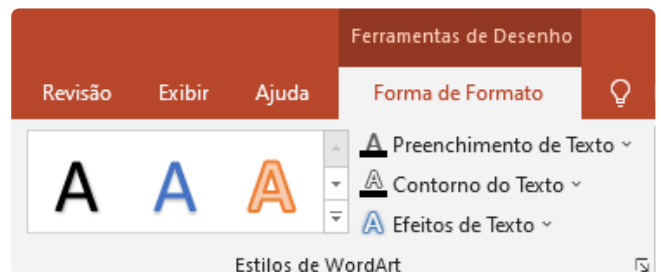 Ferramentas de Desenho
Revisão Exibir Ajuda Forma de Formato
A A A
A Preenchimento de Texto
A Contorno do Texto
A Efeitos de Texto
Estilos de WordArt